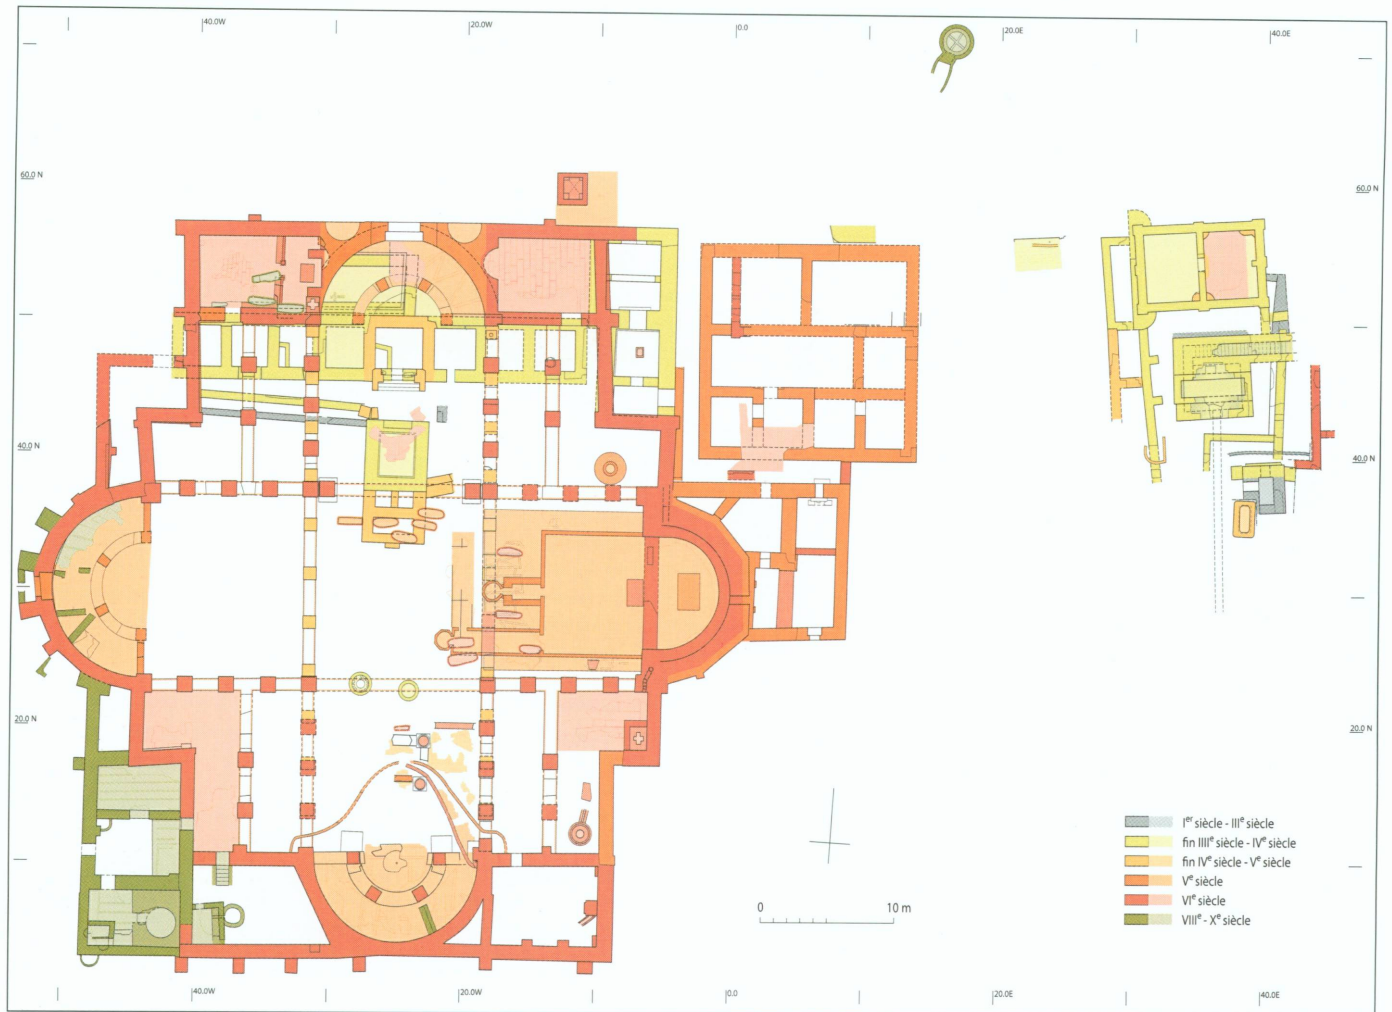 40.0W
20.0W
0.0
20.0E
40.0E
60.0 N
60.0 N
40.0 N
40.0 N
20.0 N
20.0 N
Ier siècle - IIIe siècle
fin IIIIe siècle - IVe siècle
fin IVe siècle - Ve siècle
Ve siècle
VIe siècle
VIIIe - Xe siècle
0 10 m
40.0W
20.0W
0.0
20.0E
40.0E